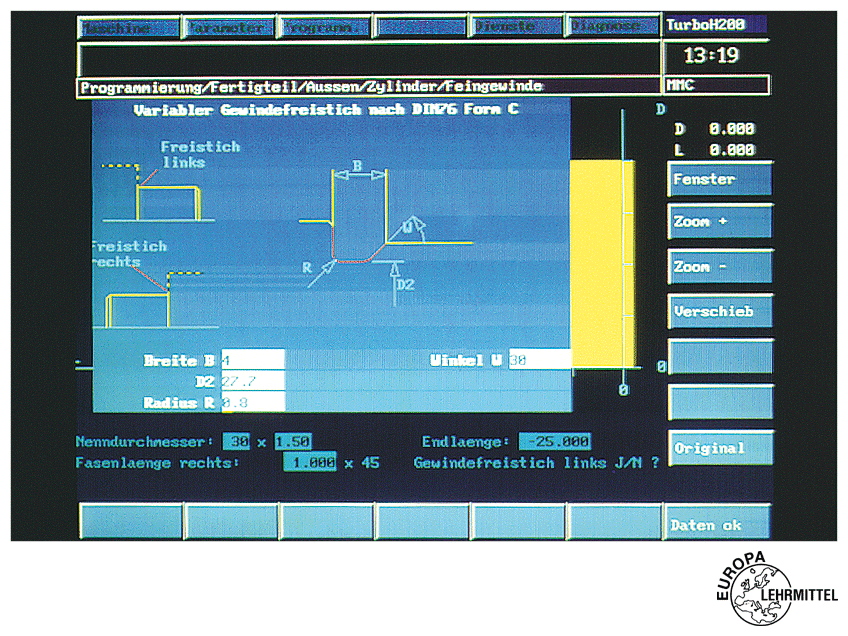 Maschine Parameter Programm. Dienste Diagnose TurboH200
13:19
Programmierung/Fertigteil/Aussen/Zylinder/Feingewinde MMC
Variabler Gewindefreistich nach DIN76 Form C
D
D 0.000
L 0.000
Freistich
links
B
W
Freistich
rechts
R
D2
Fenster
Zoom +
Zoom -
Verschieb
Breite B 4
Winkel W 30
D2 27.7
Radius R 0.8
0
0
Nenndurchmesser: 30 x 1.50 Endlaenge: -25.000
Fasenlaenge rechts: 1.000 x 45 Gewindefreistich links J/N ?
Original
Daten ok
EUROPA
LEHRMITTEL